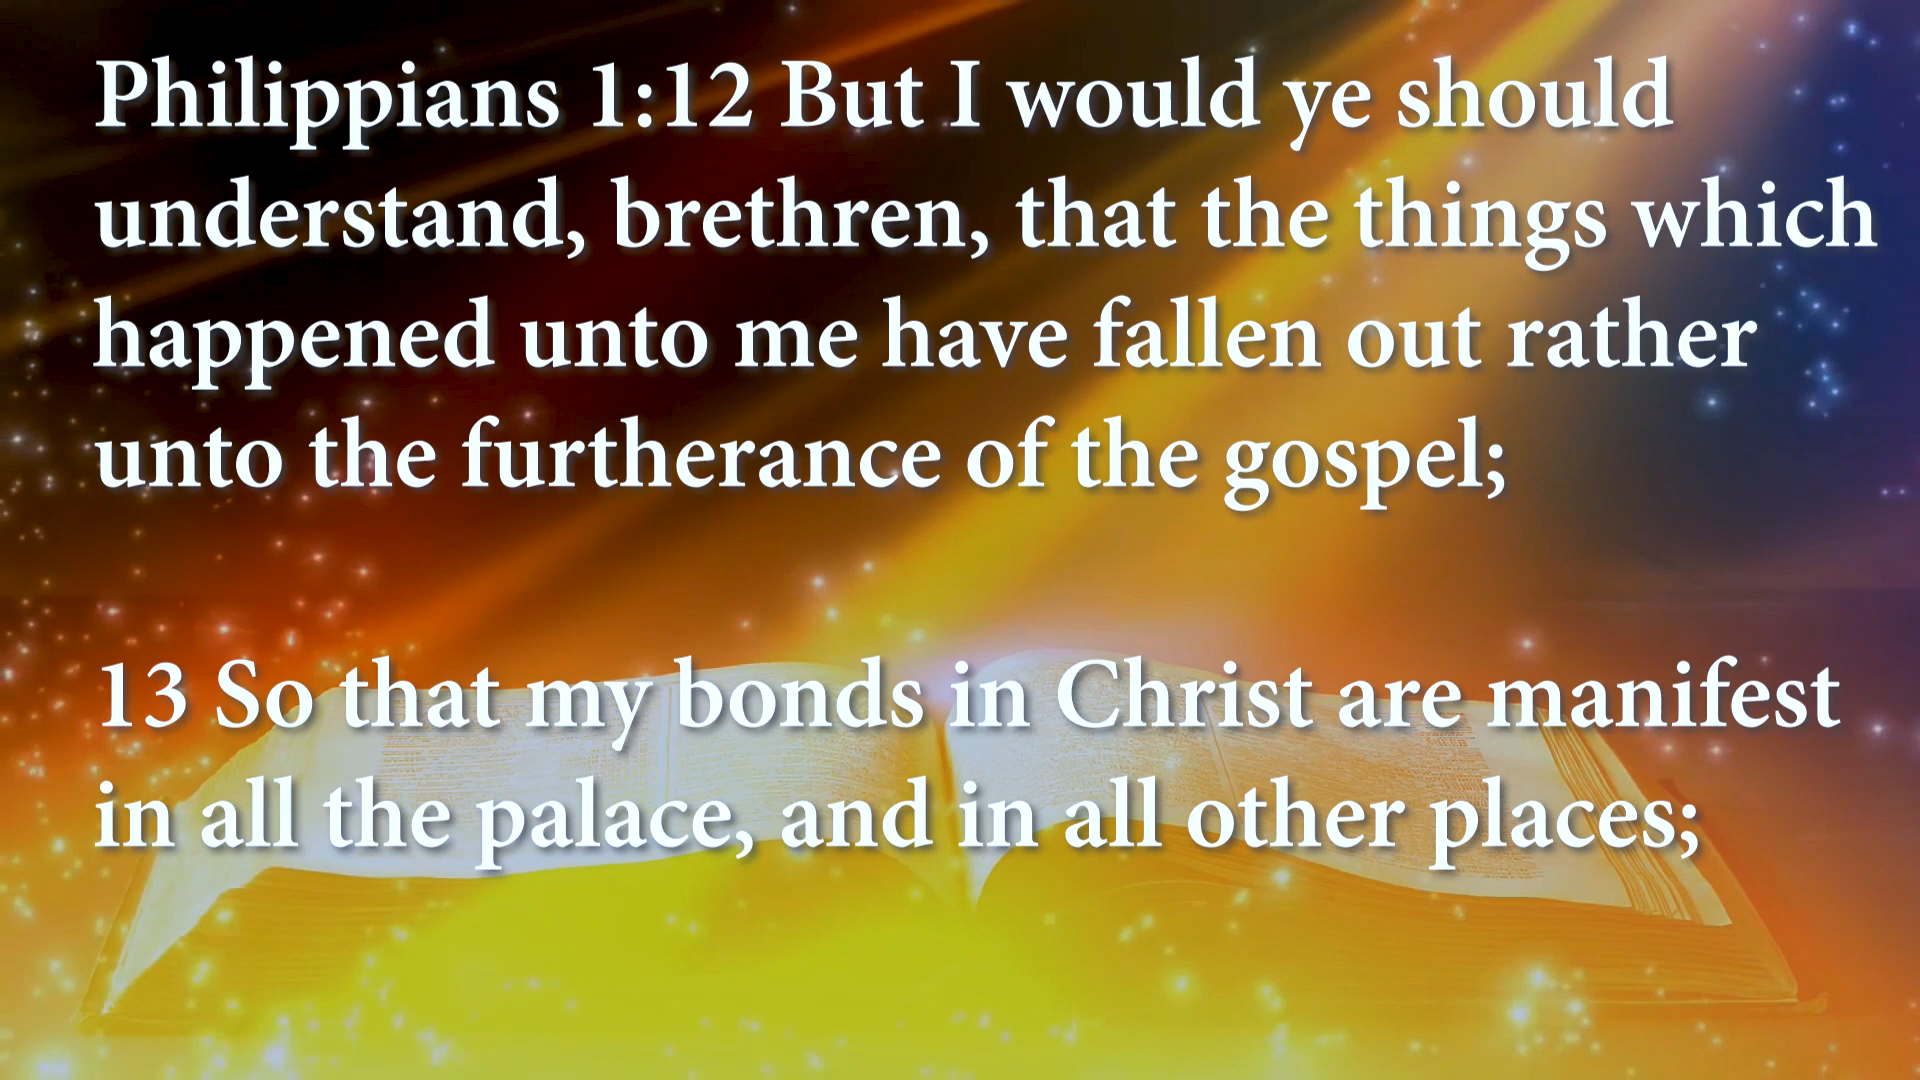 Philippians 1:12 But I would ye should
understand, brethren, that the things which
happened unto me have fallen out rather
unto the furtherance of the gospel;
13 So that my bonds in Christ are manifest
in all the palace, and in all other places;